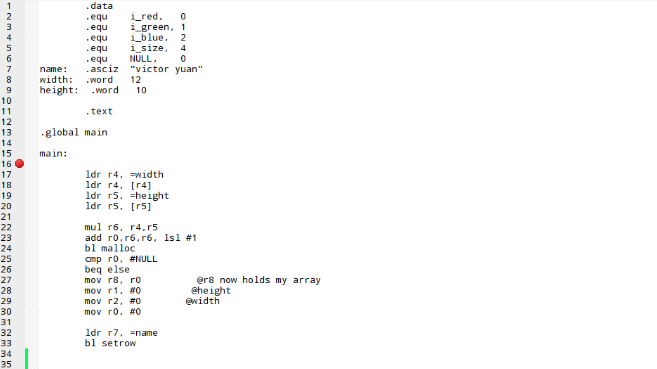 1 .data
2 .equ i_red, 0
3 .equ i_green, 1
4 .equ i_blue, 2
5 .equ i_size, 4
6 .equ NULL, 0
7 name: .asciz "victor yuan"
8 width: .word 12
9 height: .word 10
10
11 .text
12
13 .global main
14
15 main:
16
17 ldr r4, =width
18 ldr r4, [r4]
19 ldr r5, =height
20 ldr r5, [r5]
21
22 mul r6, r4,r5
23 add r0,r6,r6, lsl #1
24 bl malloc
25 cmp r0, #NULL
26 beq else
27 mov r8, r0 @r8 now holds my array
28 mov r1, #0 @height
29 mov r2, #0 @width
30 mov r0, #0
31
32 ldr r7, =name
33 bl setrow
34
35